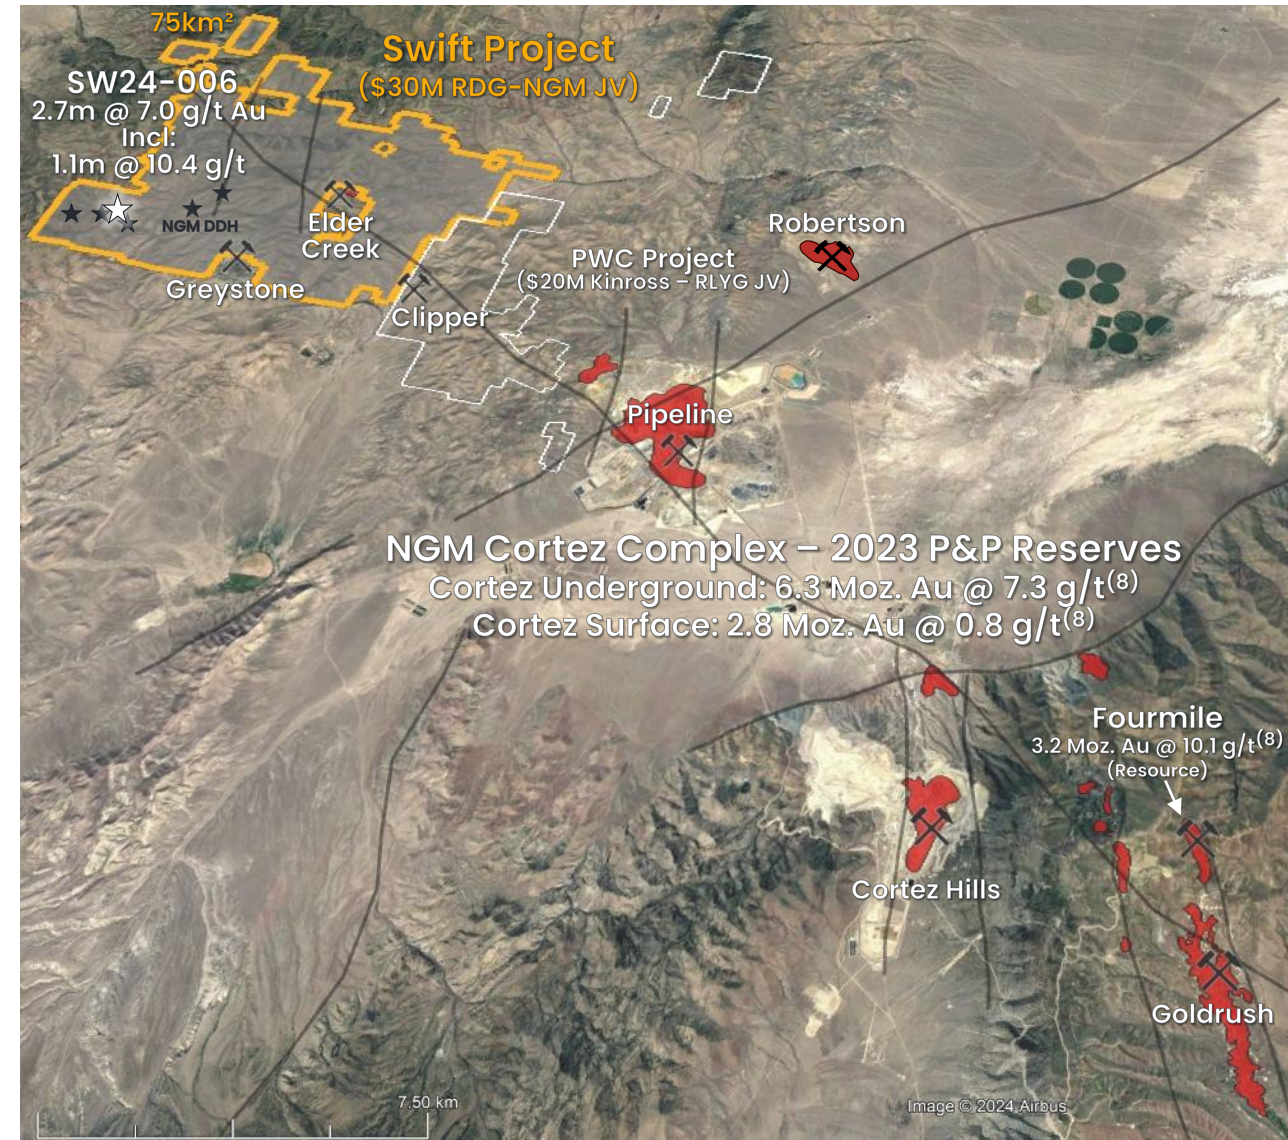 75km²
Swift Project
($30M RDG-NGM JV)
SW24-006
2.7m @ 7.0 g/t Au
Incl:
1.1m @ 10.4 g/t
NGM DDH
Elder
Creek
Greystone
Clipper
PWC Project
($20M Kinross – RLYG JV)
Robertson
Pipeline
NGM Cortez Complex – 2023 P&P Reserves
Cortez Underground: 6.3 Moz. Au @ 7.3 g/t(8)
Cortez Surface: 2.8 Moz. Au @ 0.8 g/t(8)
Fourmile
3.2 Moz. Au @ 10.1 g/t(8)
(Resource)
Cortez Hills
Goldrush
7.50 km
Image © 2024 Airbus